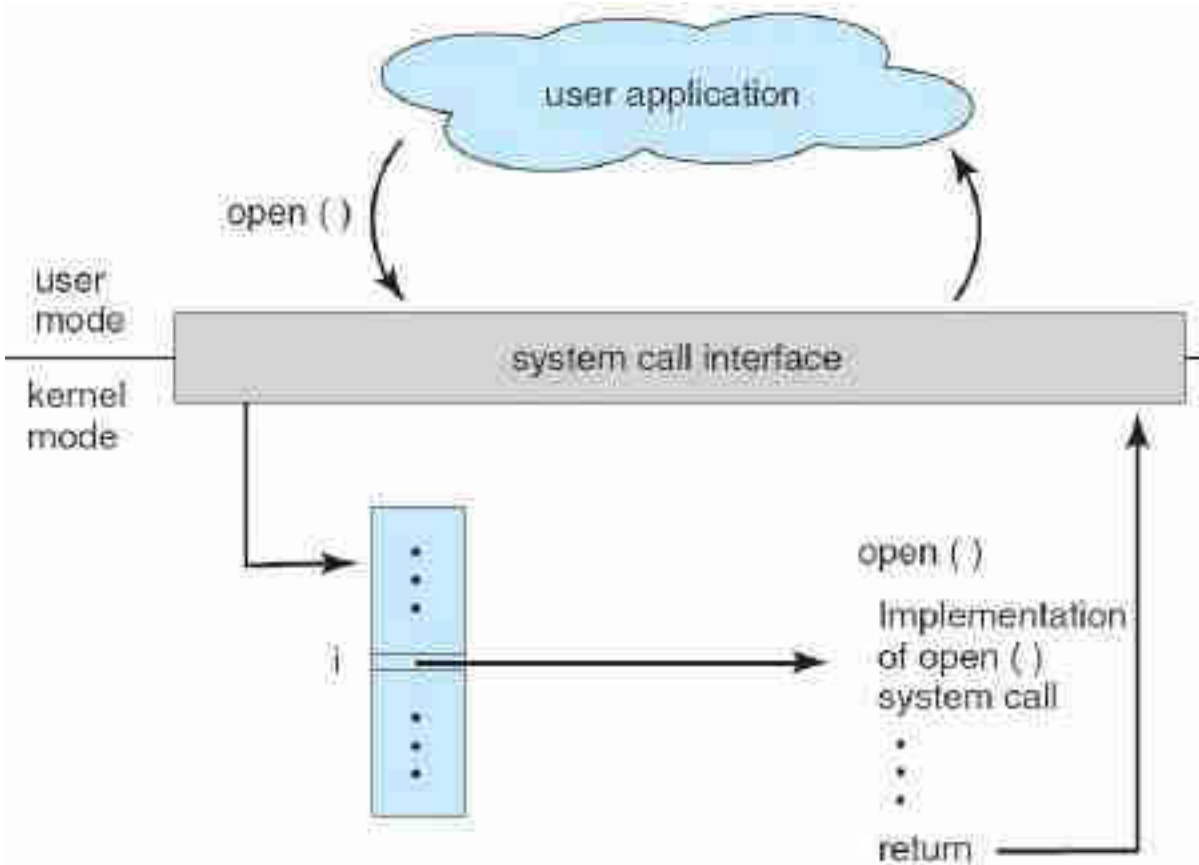 user application
open ( )
user
mode
system call interface
kernel
mode
open ( )
Implementation
i
of open ( )
system call
return